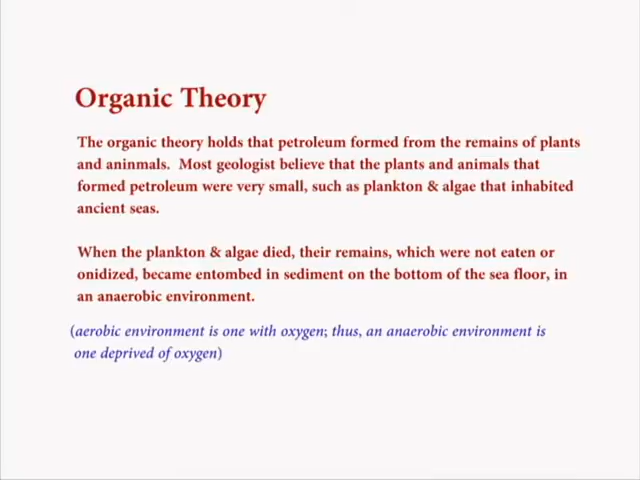 Organic Theory
The organic theory holds that petroleum formed from the remains of plants
and aninmals.  Most geologist believe that the plants and animals that
formed petroleum were very small, such as plankton & algae that inhabited
ancient seas.
When the plankton & algae died, their remains, which were not eaten or
onidized, became entombed in sediment on the bottom of the sea floor, in
an anaerobic environment.
(aerobic environment is one with oxygen; thus, an anaerobic environment is
one deprived of oxygen)